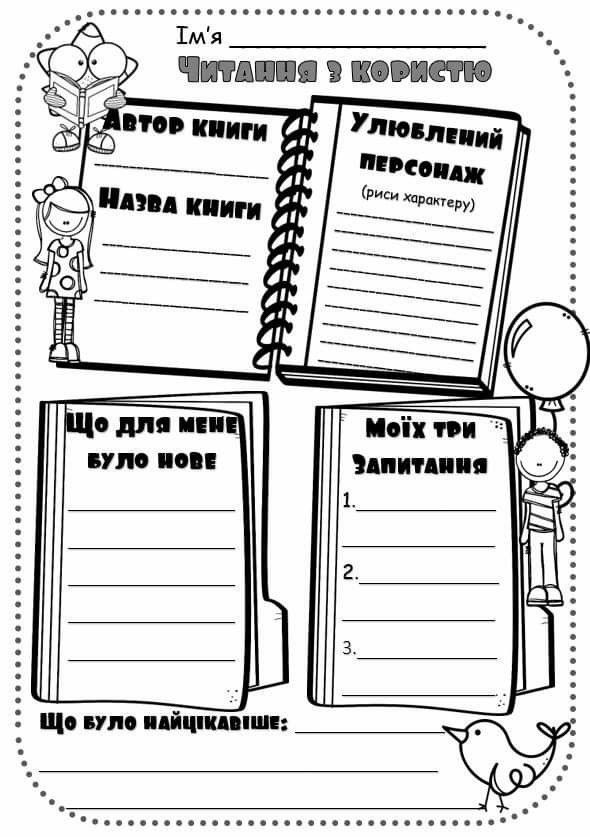 Ім'я
Читання з користю
Автор книги
Назва книги
Улюблений
персонаж
(риси характеру)
Що для мене
було нове
Моїх три
Запитання
1.
2.
3.
Що було найцікавіше: